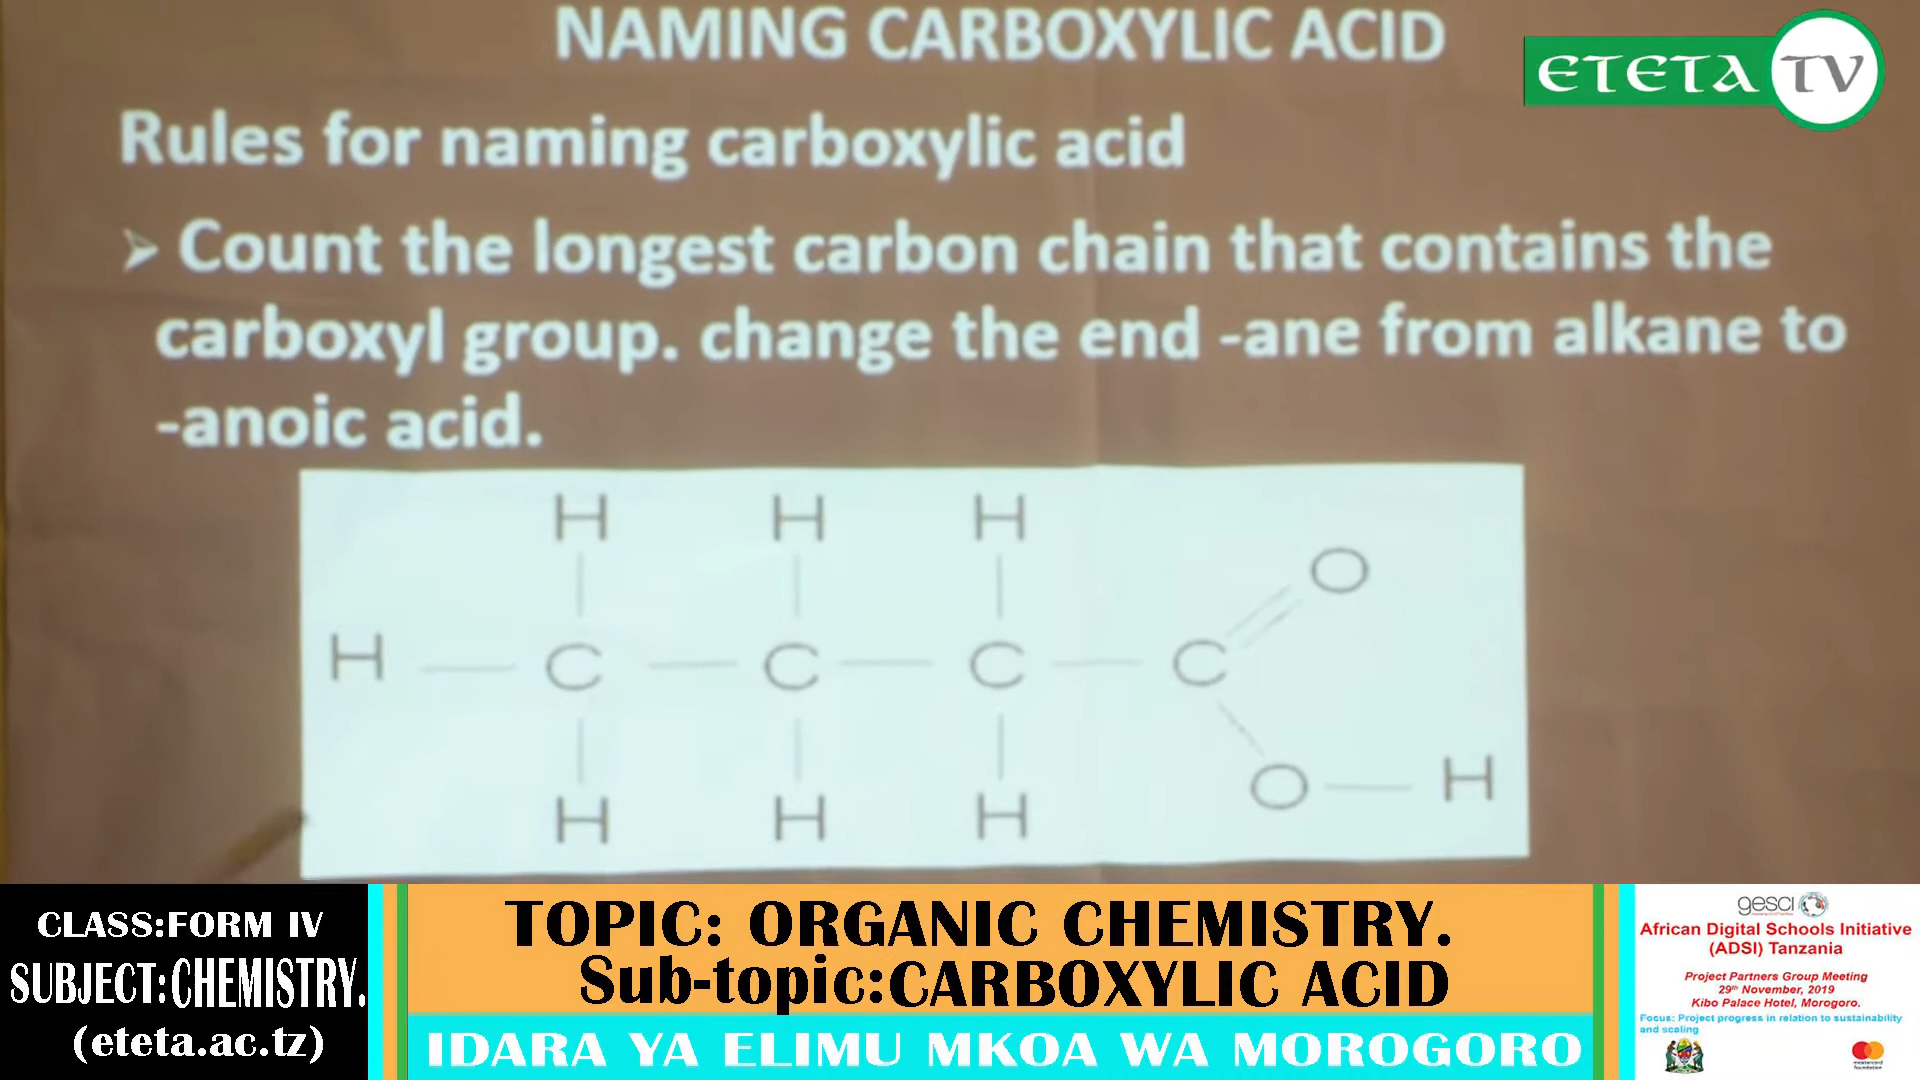 NAMING CARBOXYLIC ACID
ETETA TV
Rules for naming carboxylic acid
➢ Count the longest carbon chain that contains the
carboxyl group. change the end -ane from alkane to
-anoic acid.
H H H
O
H — C — C — C — C
O — H
H H H
CLASS:FORM IV
SUBJECT:CHEMISTRY.
(eteta.ac.tz)
TOPIC: ORGANIC CHEMISTRY.
Sub-topic:CARBOXYLIC ACID
IDARA YA ELIMU MKOA WA MOROGORO
gesci
African Digital Schools Initiative
(ADSI) Tanzania
Project Partners Group Meeting
29th November, 2019
Kibo Palace Hotel, Morogoro.
Focus: Project progress in relation to sustainability
and scaling
mastercard
foundation